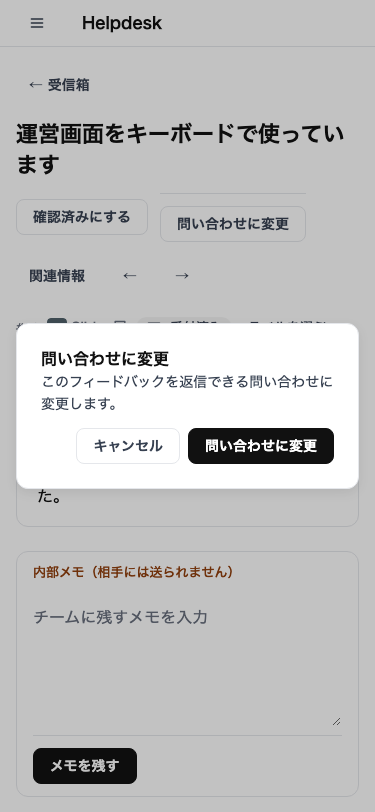 Helpdesk
← 受信箱
運営画面をキーボードで使ってい
ます
確認済みにする
問い合わせに変更
関連情報 ← →
問い合わせに変更
このフィードバックを返信できる問い合わせに
変更します。
キャンセル
問い合わせに変更
た。
内部メモ（相手には送られません）
チームに残すメモを入力
メモを残す